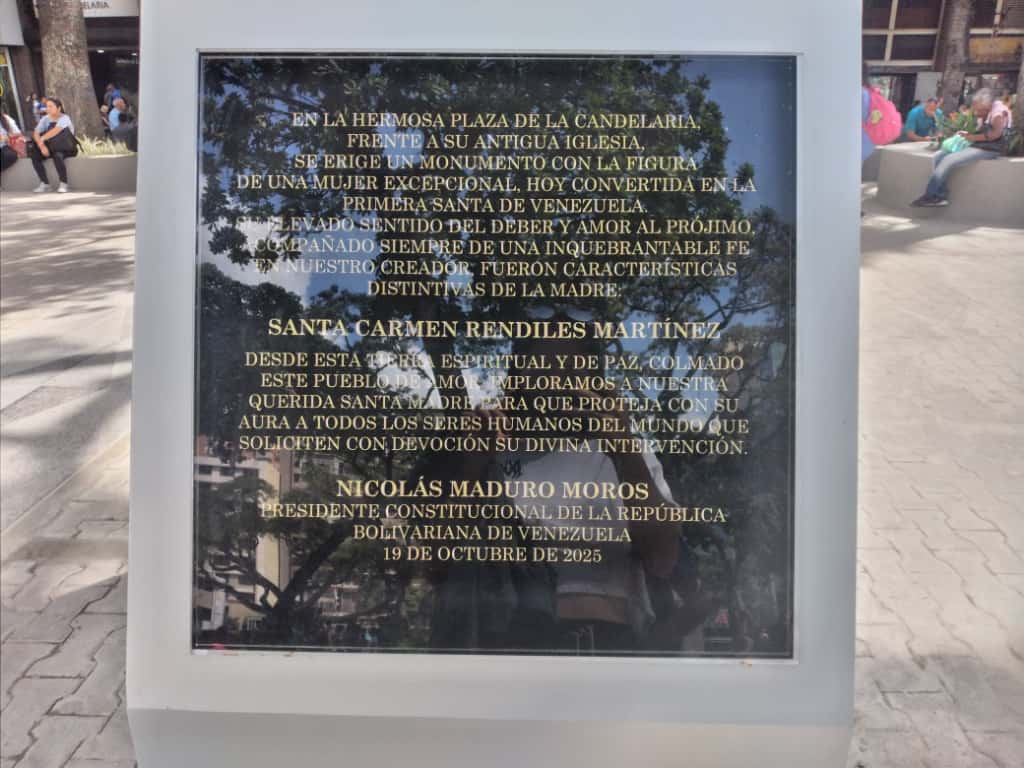 DELARIA
EN LA HERMOSA PLAZA DE LA CANDELARIA,
FRENTE A SU ANTIGUA IGLESIA,
SE ERIGE UN MONUMENTO CON LA FIGURA
DE UNA MUJER EXCEPCIONAL, HOY CONVERTIDA EN LA
PRIMERA SANTA DE VENEZUELA.
SU ELEVADO SENTIDO DEL DEBER Y AMOR AL PRÓJIMO,
ACOMPAÑADO SIEMPRE DE UNA INQUEBRANTABLE FE
EN NUESTRO CREADOR, FUERON CARACTERÍSTICAS
DISTINTIVAS DE LA MADRE:
SANTA CARMEN RENDILES MARTÍNEZ
DESDE ESTA TIERRA ESPIRITUAL Y DE PAZ, COLMADO
ESTE PUEBLO DE AMOR, IMPLORAMOS A NUESTRA
QUERIDA SANTA MADRE PARA QUE PROTEJA CON SU
AURA A TODOS LOS SERES HUMANOS DEL MUNDO QUE
SOLICITEN CON DEVOCIÓN SU DIVINA INTERVENCIÓN.
NICOLÁS MADURO MOROS
PRESIDENTE CONSTITUCIONAL DE LA REPÚBLICA
BOLIVARIANA DE VENEZUELA
19 DE OCTUBRE DE 2025